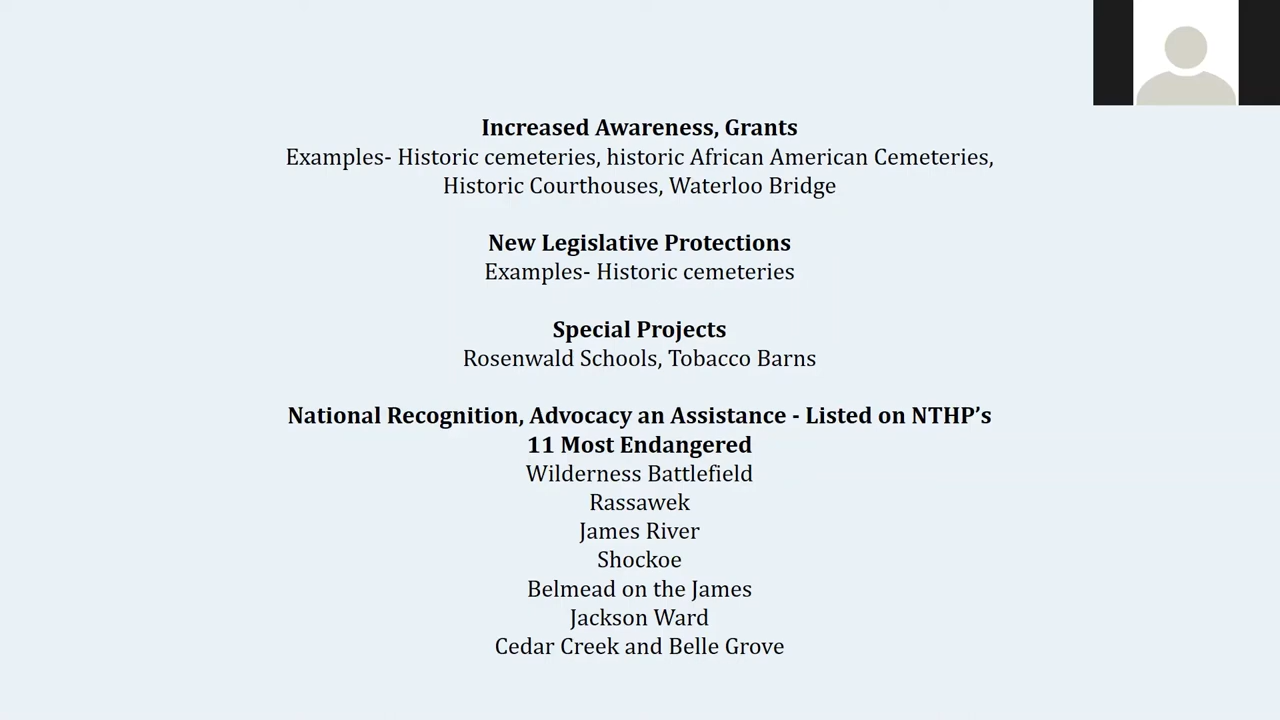 Increased Awareness, Grants
Examples- Historic cemeteries, historic African American Cemeteries,
Historic Courthouses, Waterloo Bridge
New Legislative Protections
Examples- Historic cemeteries
Special Projects
Rosenwald Schools, Tobacco Barns
National Recognition, Advocacy an Assistance - Listed on NTHP’s
11 Most Endangered
Wilderness Battlefield
Rassawek
James River
Shockoe
Belmead on the James
Jackson Ward
Cedar Creek and Belle Grove